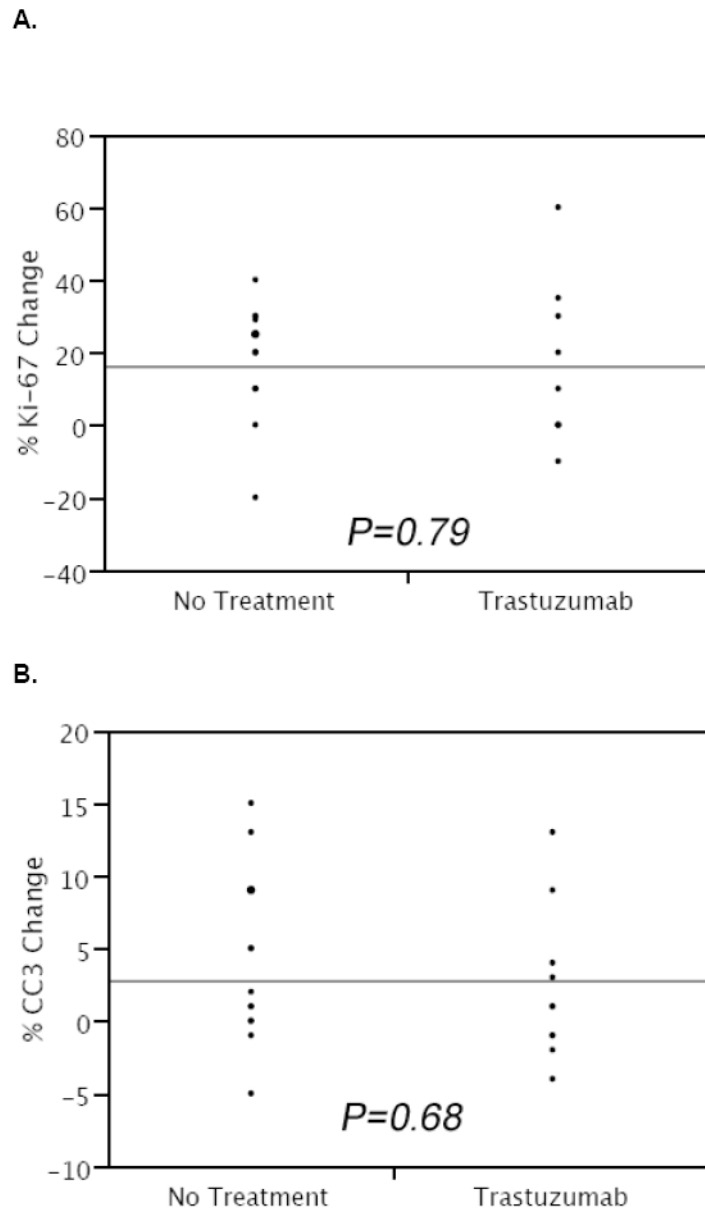 A.
% Ki-67 Change
80
60
40
20
0
-20
-40
P=0.79
No Treatment Trastuzumab
B.
% CC3 Change
20
15
10
5
0
-5
-10
P=0.68
No Treatment Trastuzumab